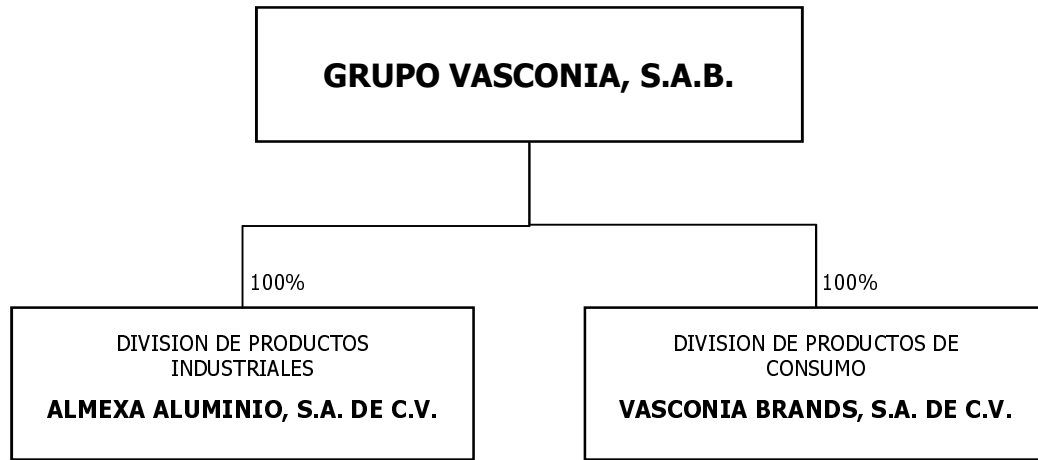 GRUPO VASCONIA, S.A.B.
100%
100%
DIVISION DE PRODUCTOS
INDUSTRIALES
ALMEXA ALUMINIO, S.A. DE C.V.
DIVISION DE PRODUCTOS DE
CONSUMO
VASCONIA BRANDS, S.A. DE C.V.